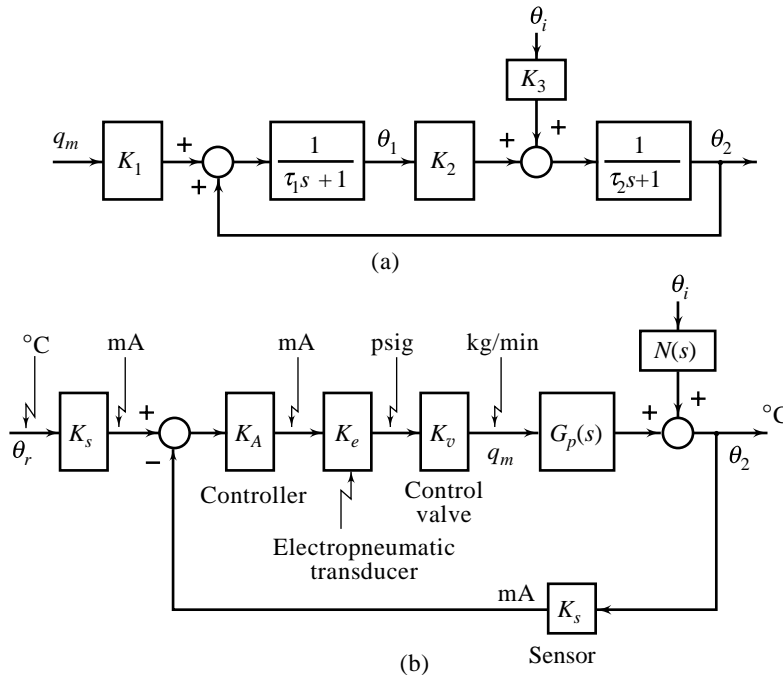 θi
K3
qm
K1
+
+
1
τ1s + 1
θ1
K2
+
+
1
τ2s+1
θ2
(a)
θi
N(s)
°C
mA
mA
psig
kg/min
θr
Ks
+
−
KA
Ke
Kv
qm
Gp(s)
+
+
°C
θ2
Controller
Control
valve
Electropneumatic
transducer
mA
Ks
Sensor
(b)